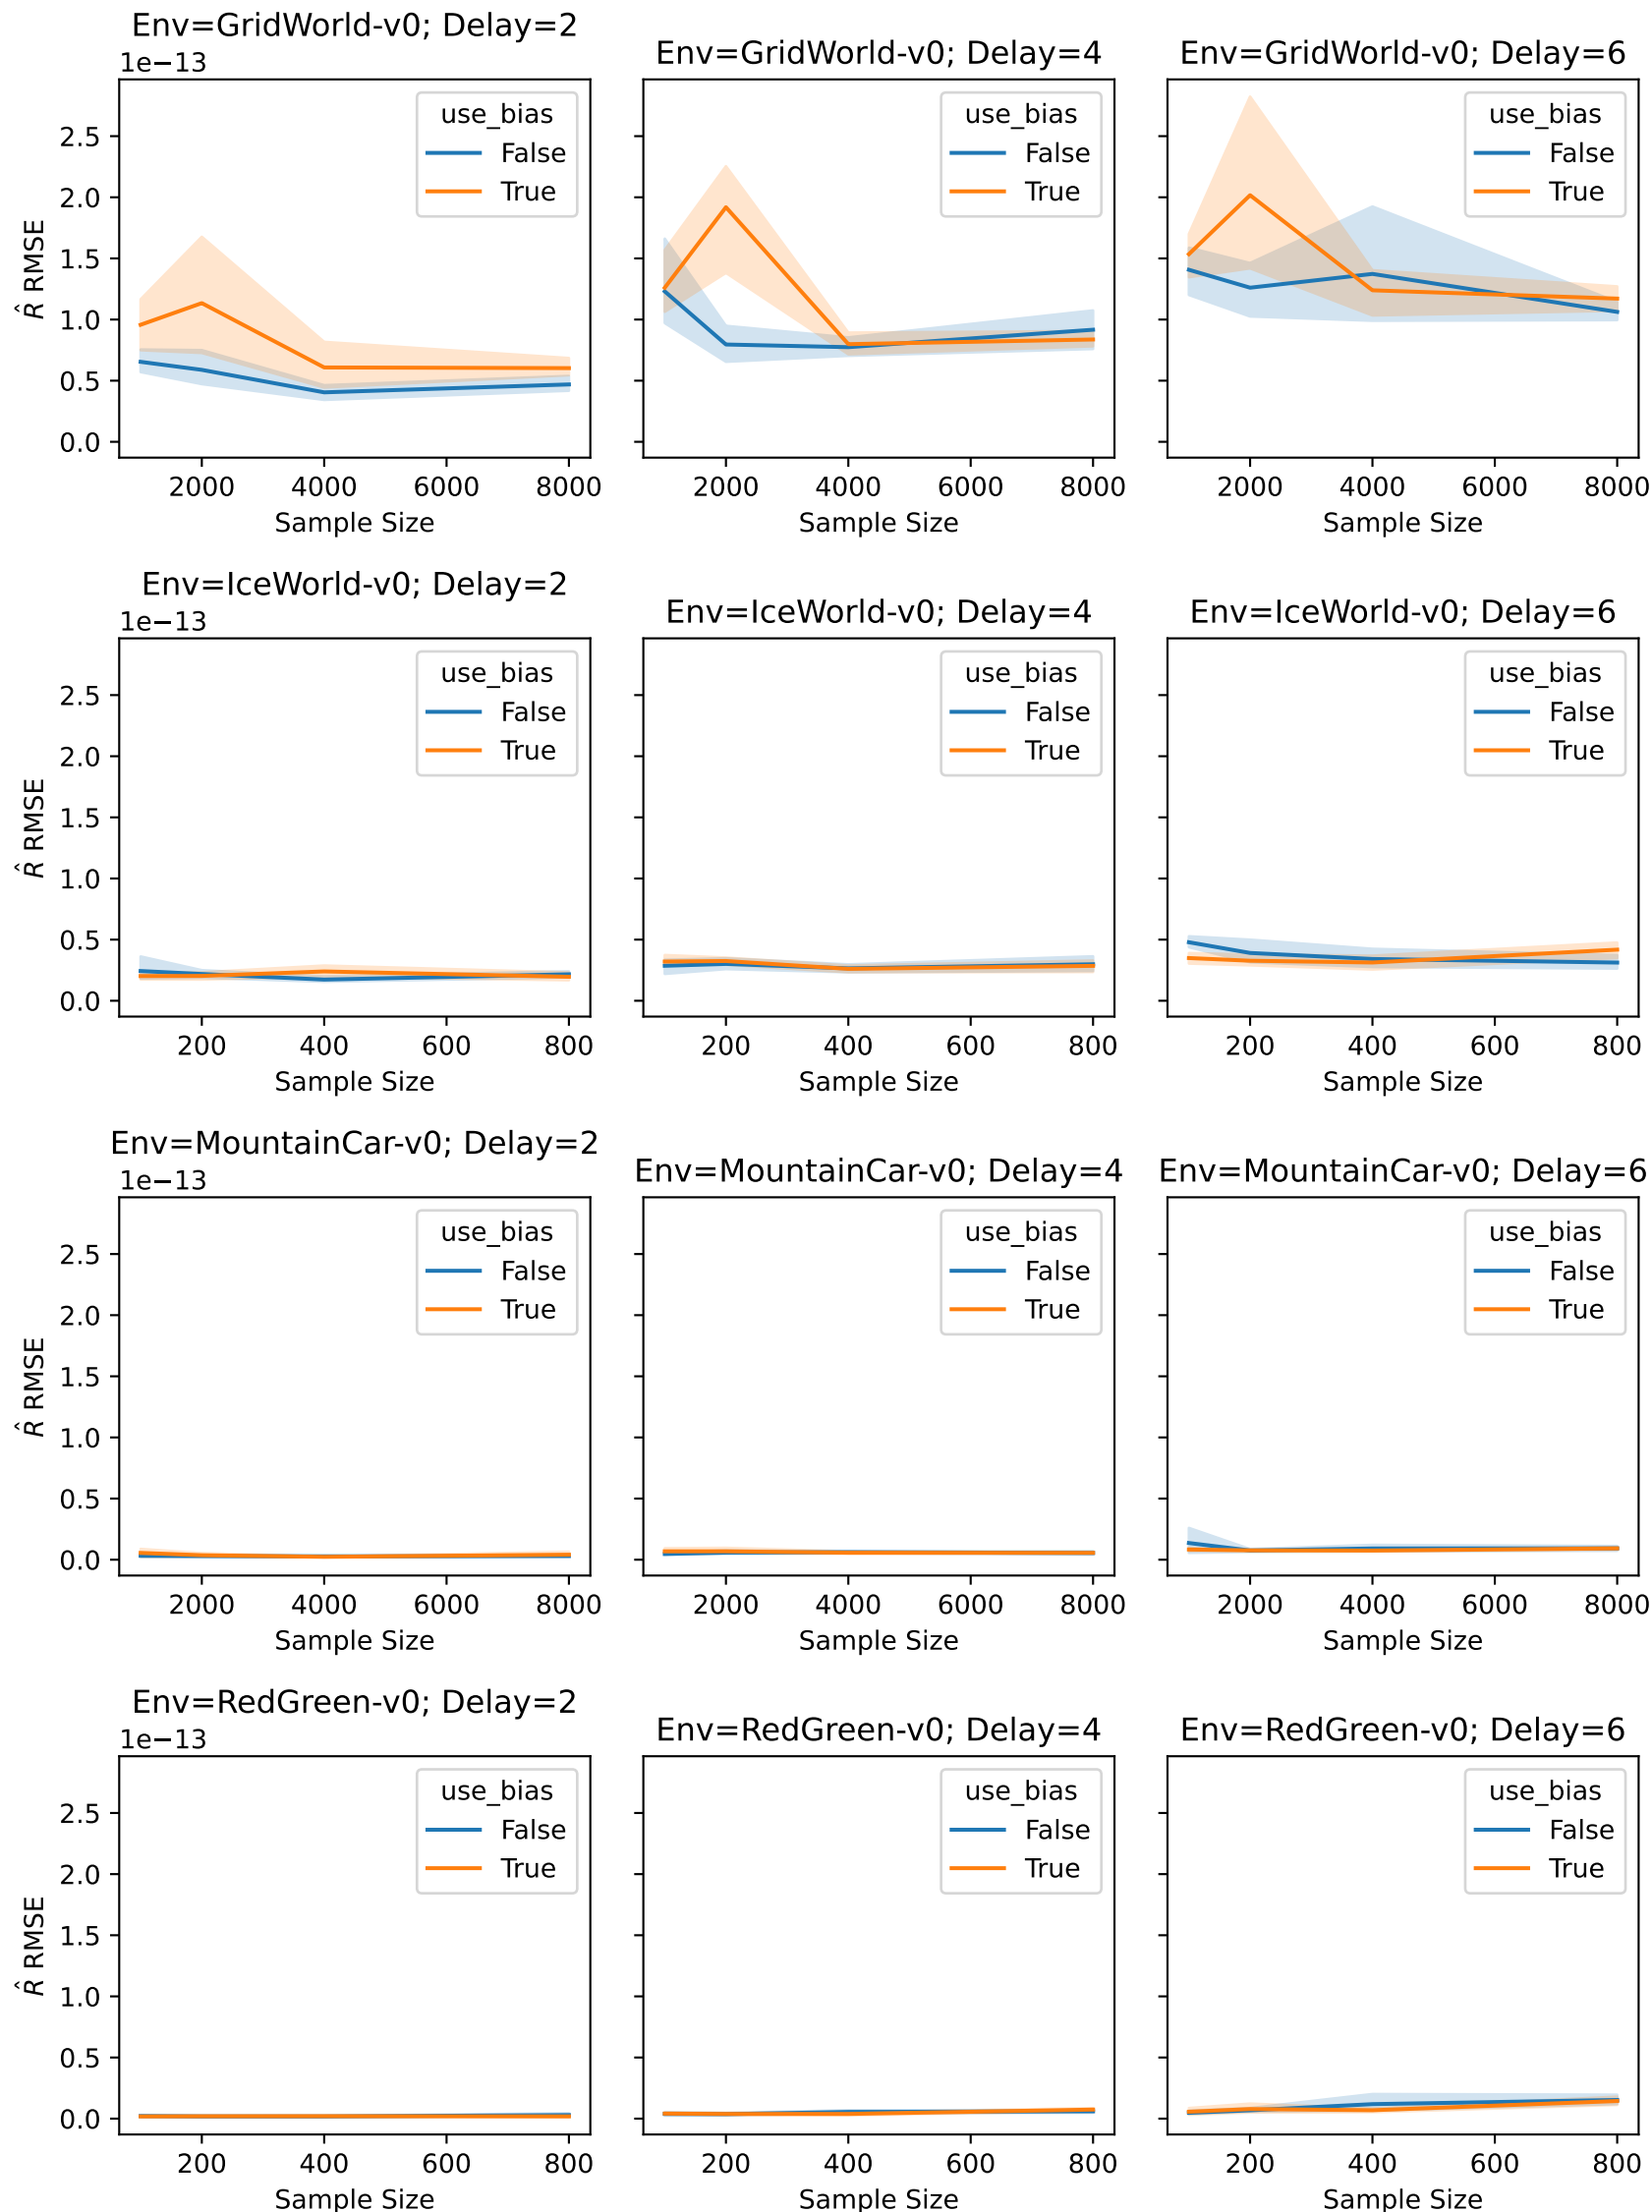 Env=GridWorld-v0; Delay=2
1e−13
Env=GridWorld-v0; Delay=4
Env=GridWorld-v0; Delay=6
use_bias
False
True
use_bias
False
True
use_bias
False
True
R̂ RMSE
2.5
2.0
1.5
1.0
0.5
0.0
2000 4000 6000 8000
2000 4000 6000 8000
2000 4000 6000 8000
Sample Size
Sample Size
Sample Size
Env=IceWorld-v0; Delay=2
1e−13
Env=IceWorld-v0; Delay=4
Env=IceWorld-v0; Delay=6
use_bias
False
True
use_bias
False
True
use_bias
False
True
R̂ RMSE
2.5
2.0
1.5
1.0
0.5
0.0
200 400 600 800
200 400 600 800
200 400 600 800
Sample Size
Sample Size
Sample Size
Env=MountainCar-v0; Delay=2
1e−13
Env=MountainCar-v0; Delay=4
Env=MountainCar-v0; Delay=6
use_bias
False
True
use_bias
False
True
use_bias
False
True
R̂ RMSE
2.5
2.0
1.5
1.0
0.5
0.0
2000 4000 6000 8000
2000 4000 6000 8000
2000 4000 6000 8000
Sample Size
Sample Size
Sample Size
Env=RedGreen-v0; Delay=2
1e−13
Env=RedGreen-v0; Delay=4
Env=RedGreen-v0; Delay=6
use_bias
False
True
use_bias
False
True
use_bias
False
True
R̂ RMSE
2.5
2.0
1.5
1.0
0.5
0.0
200 400 600 800
200 400 600 800
200 400 600 800
Sample Size
Sample Size
Sample Size